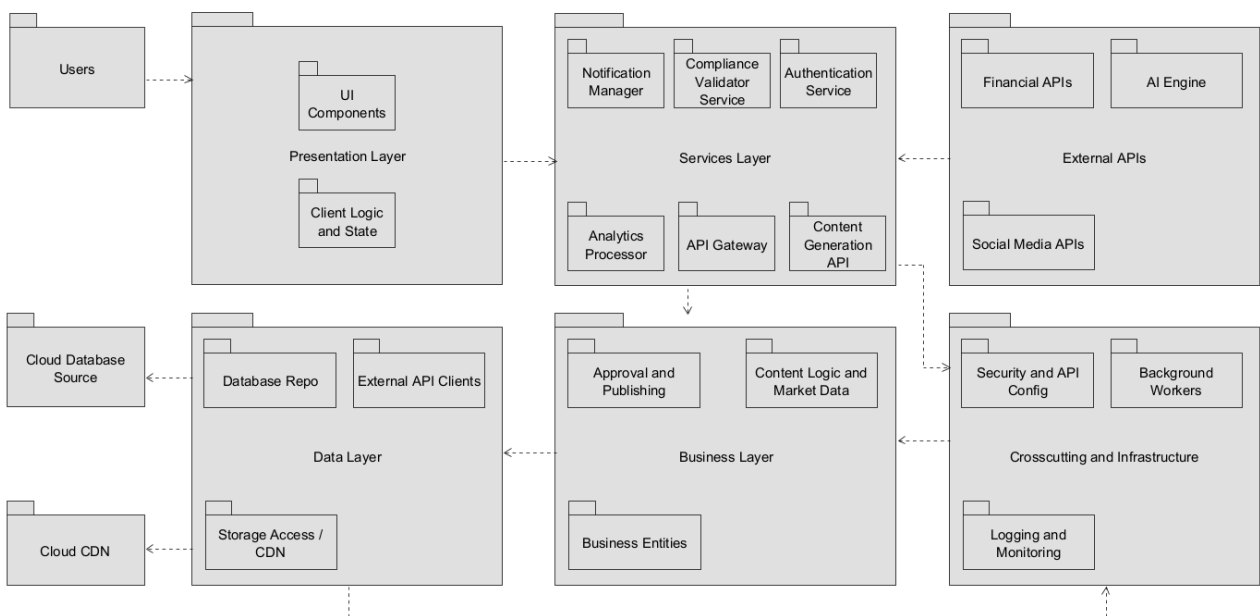 Users
UI
Components
Presentation Layer
Client Logic
and State
Notification
Manager
Compliance
Validator
Service
Authentication
Service
Services Layer
Analytics
Processor
API Gateway
Content
Generation
API
Financial APIs
AI Engine
External APIs
Social Media APIs
Cloud Database
Source
Cloud CDN
Database Repo
External API Clients
Data Layer
Storage Access /
CDN
Approval and
Publishing
Content Logic and
Market Data
Business Layer
Business Entities
Security and API
Config
Background
Workers
Crosscutting and Infrastructure
Logging and
Monitoring